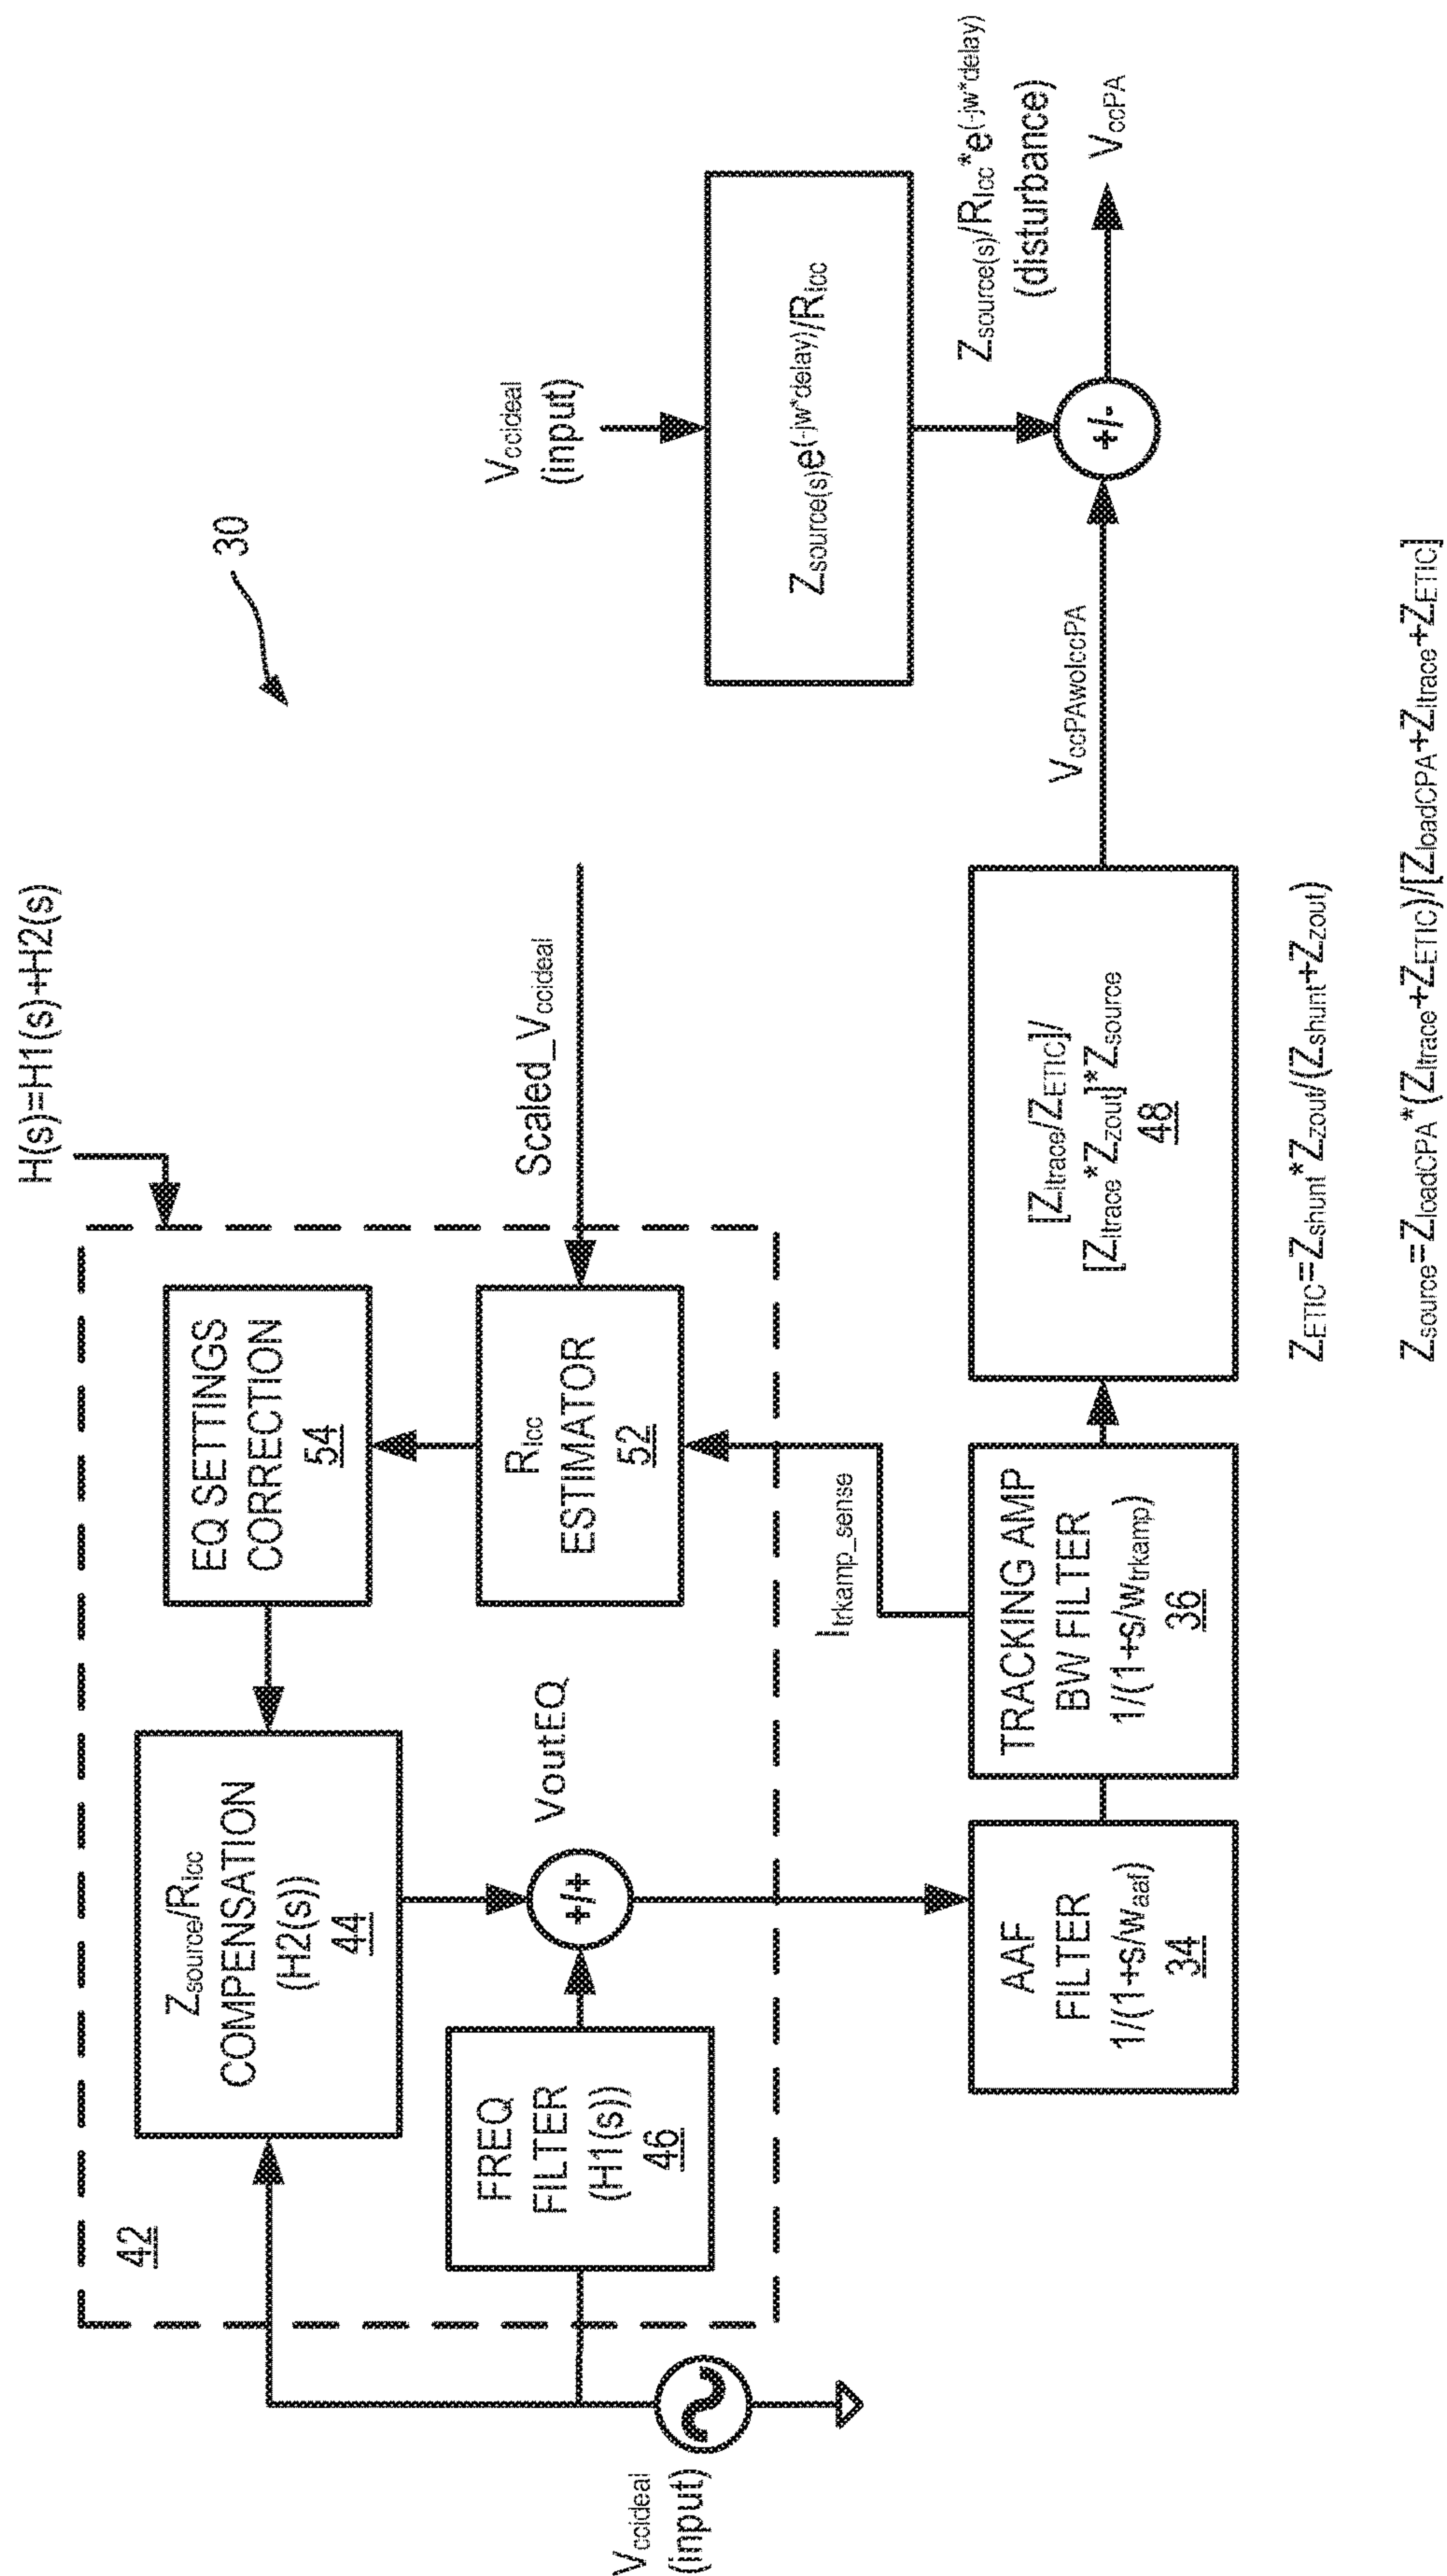 30
H(s)=H1(s)+H2(s)
42
Zsource/RIcc
COMPENSATION
(H2(s))
44
EQ SETTINGS
CORRECTION
54
FREQ
FILTER
(H1(s))
46
+/+
VoutEQ
RIcc
ESTIMATOR
52
Scaled_Vccideal
Vccideal
(input)
Itrkamp_sense
AAF
FILTER
1/(1+s/waaf)
34
TRACKING AMP
BW FILTER
1/(1+s/wtrkamp)
36
[Zltrace/ZETIC]/
[Zltrace*Zzout]*Zsource
48
VccPAwoIccPA
Vccideal
(input)
Zsource(s)e(-jw*delay)/RIcc
Zsource(s)/RIcc*e(-jw*delay)
(disturbance)
+/-
VccPA
ZETIC=Zshunt*Zzout/(Zshunt+Zzout)
Zsource=ZloadCPA*(Zltrace+ZETIC)/[ZloadCPA+Zltrace+ZETIC]